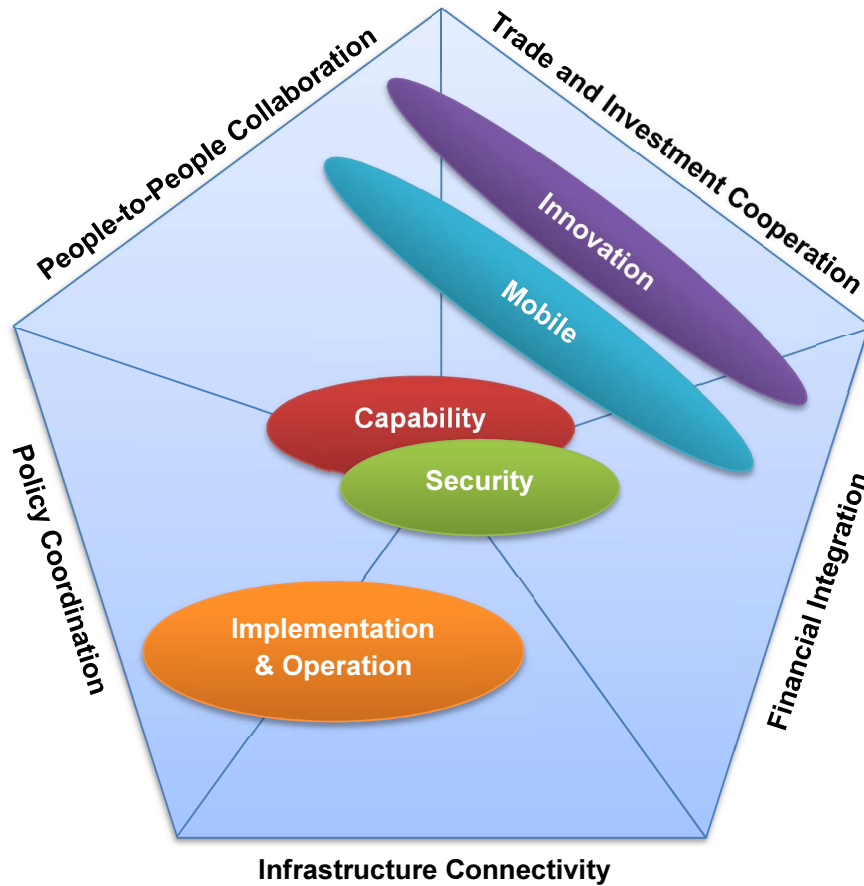 People-to-People Collaboration
Trade and Investment Cooperation
Innovation
Mobile
Capability
Security
Policy Coordination
Financial Integration
Implementation
& Operation
Infrastructure Connectivity